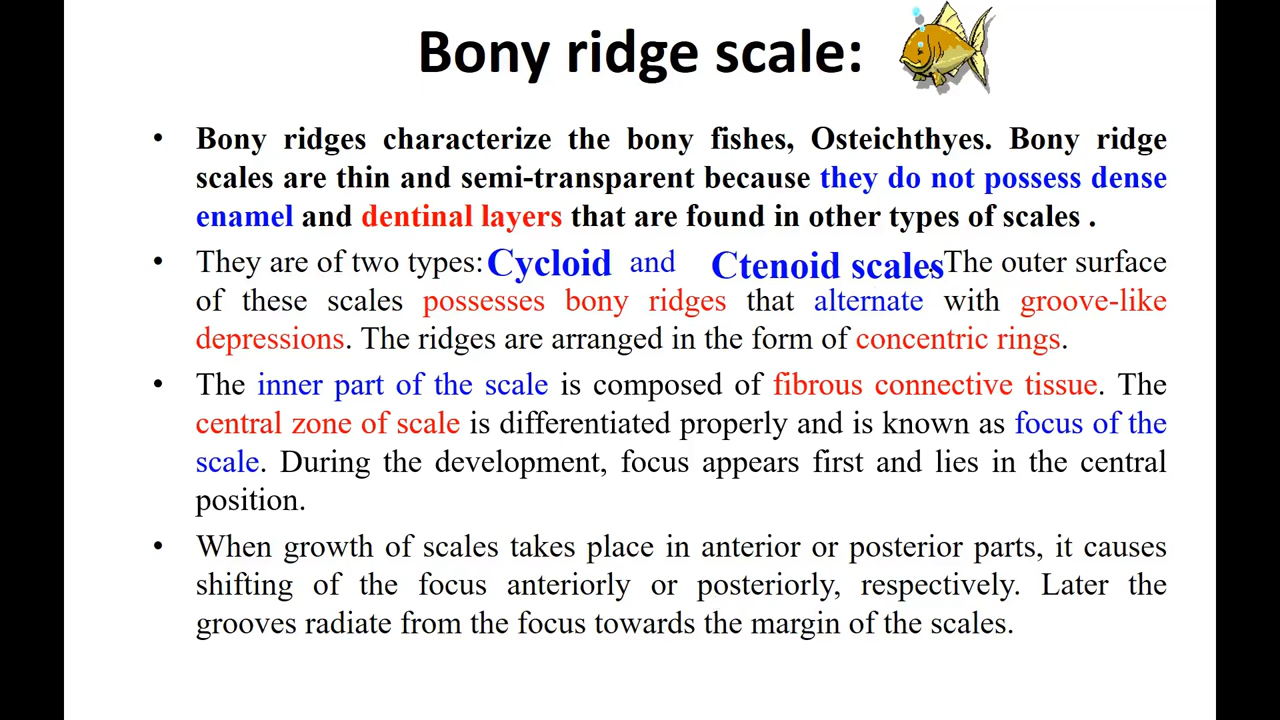 Bony ridge scale:
• Bony ridges characterize the bony fishes, Osteichthyes. Bony ridge
scales are thin and semi-transparent because they do not possess dense
enamel and dentinal layers that are found in other types of scales .
• They are of two types: Cycloid and Ctenoid scales. The outer surface
of these scales possesses bony ridges that alternate with groove-like
depressions. The ridges are arranged in the form of concentric rings.
• The inner part of the scale is composed of fibrous connective tissue. The
central zone of scale is differentiated properly and is known as focus of the
scale. During the development, focus appears first and lies in the central
position.
• When growth of scales takes place in anterior or posterior parts, it causes
shifting of the focus anteriorly or posteriorly, respectively. Later the
grooves radiate from the focus towards the margin of the scales.